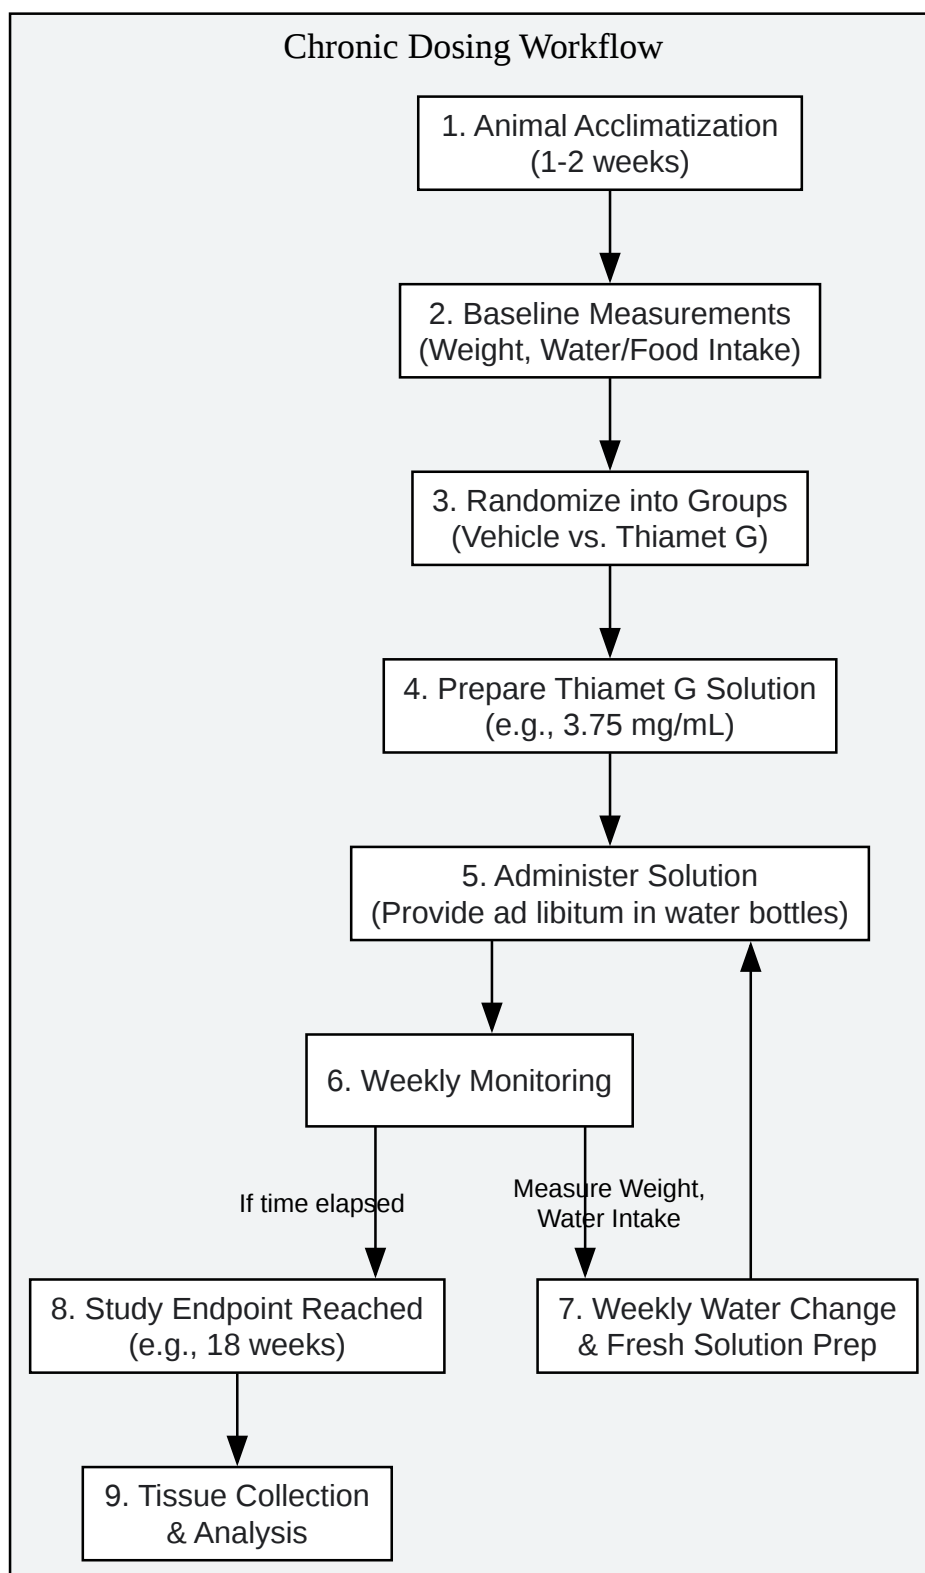 Chronic Dosing Workflow
1. Animal Acclimatization
(1-2 weeks)
2. Baseline Measurements
(Weight, Water/Food Intake)
3. Randomize into Groups
(Vehicle vs. Thiamet G)
4. Prepare Thiamet G Solution
(e.g., 3.75 mg/mL)
5. Administer Solution
(Provide ad libitum in water bottles)
6. Weekly Monitoring
If time elapsed
Measure Weight,
Water Intake
8. Study Endpoint Reached
(e.g., 18 weeks)
7. Weekly Water Change
& Fresh Solution Prep
9. Tissue Collection
& Analysis